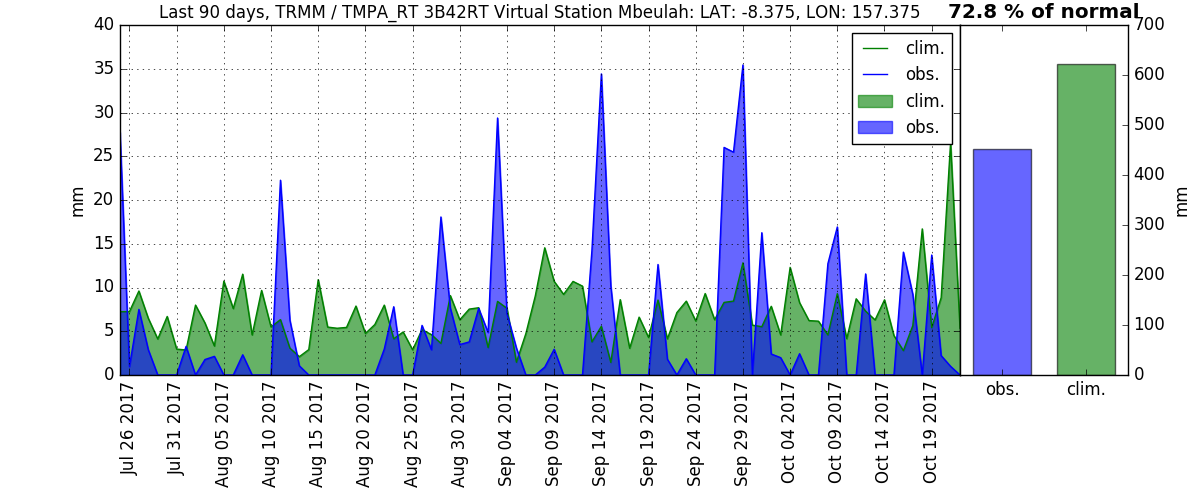 Last 90 days, TRMM / TMPA_RT 3B42RT Virtual Station Mbeulah: LAT: -8.375, LON: 157.375
72.8 % of normal
40
35
30
25
20
15
10
5
0
mm
clim.
obs.
clim.
obs.
Jul 26 2017
Jul 31 2017
Aug 05 2017
Aug 10 2017
Aug 15 2017
Aug 20 2017
Aug 25 2017
Aug 30 2017
Sep 04 2017
Sep 09 2017
Sep 14 2017
Sep 19 2017
Sep 24 2017
Sep 29 2017
Oct 04 2017
Oct 09 2017
Oct 14 2017
Oct 19 2017
700
600
500
400
300
200
100
0
mm
obs.
clim.